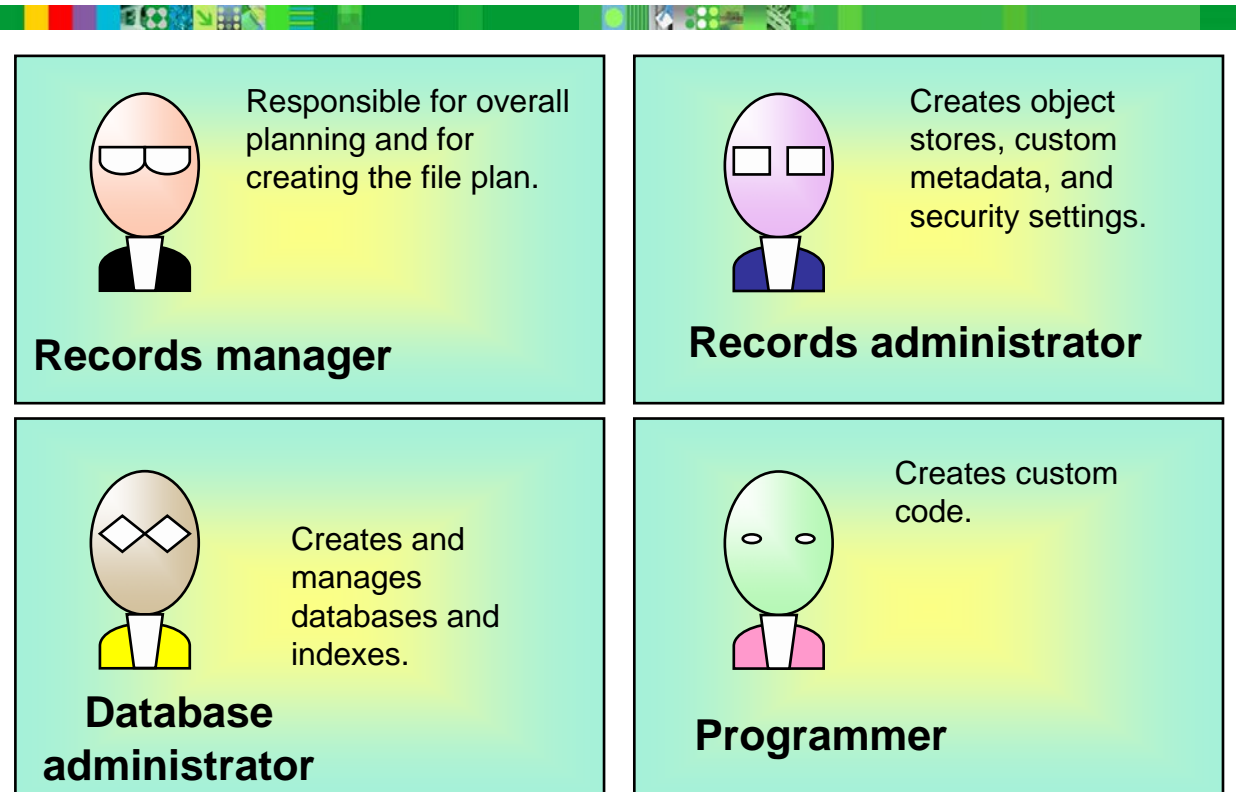 Responsible for overall
planning and for
creating the file plan.
Records manager
Creates object
stores, custom
metadata, and
security settings.
Records administrator
Creates and
manages
databases and
indexes.
Database
administrator
Creates custom
code.
Programmer